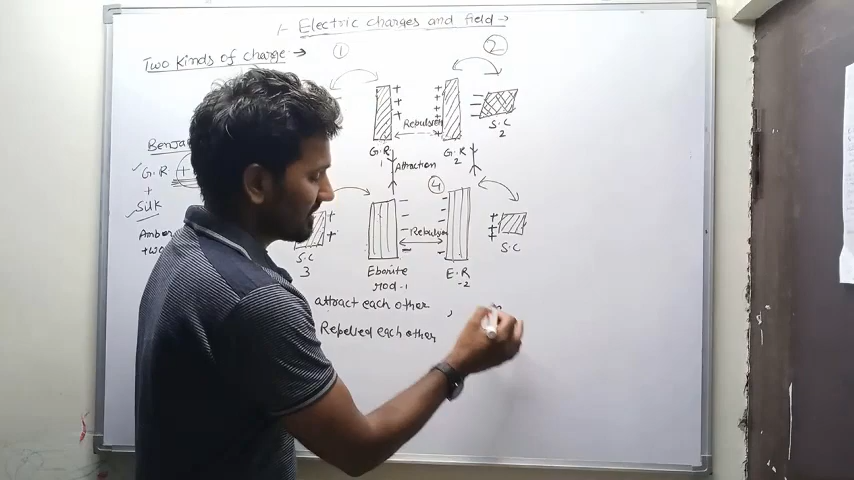 :- Electric charges and field →
Two kinds of charge →
①
②
+
+
+
+
+
+
+
Repulsion
S.C
2
G.R
1
G.R
2
✓ G.R +
+
✓ Silk
Attraction
④
Amber
+
+
- - -
Repulsion
+
+
+
S.C
3
S.C
Ebonite
rod-1
E.R
-2
attract each other
,
Repelled each other